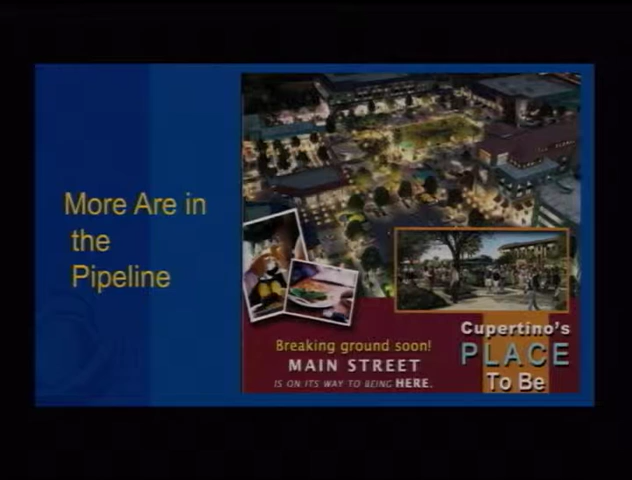 More Are in
the
Pipeline
Breaking ground soon!
MAIN STREET
IS ON ITS WAY TO BEING HERE.
Cupertino's
PLACE
To Be